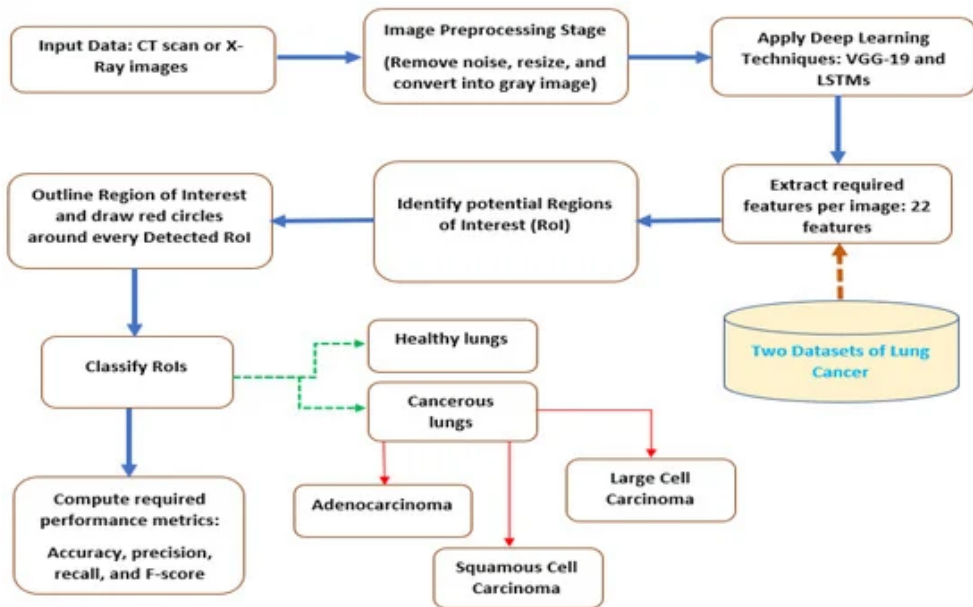 Input Data: CT scan or X-
Ray images
Image Preprocessing Stage
(Remove noise, resize, and
convert into gray image)
Apply Deep Learning
Techniques: VGG-19 and
LSTMs
Outline Region of Interest
and draw red circles
around every Detected RoI
Identify potential Regions
of Interest (RoI)
Extract required
features per image: 22
features
Two Datasets of Lung
Cancer
Classify RoIs
Healthy lungs
Cancerous
lungs
Compute required
performance metrics:
Accuracy, precision,
recall, and F-score
Adenocarcinoma
Large Cell
Carcinoma
Squamous Cell
Carcinoma